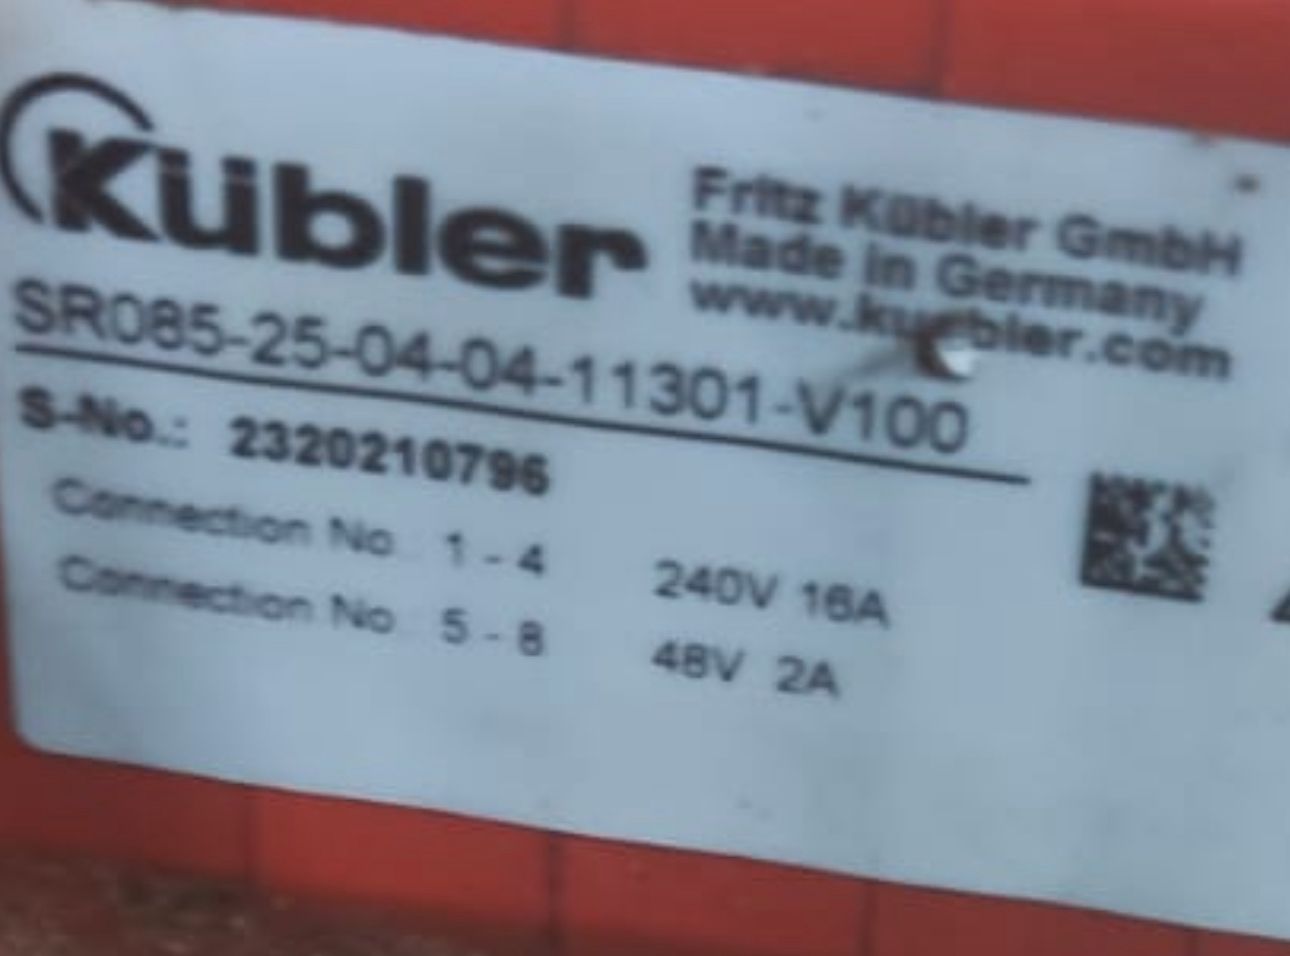 Kübler
Fritz Kübler GmbH
Made in Germany
www.kuebler.com
SR085-25-04-04-11301-V100
S-No.: 2320210796
Connection No. 1 - 4 240V 16A
Connection No. 5 - 8 48V 2A